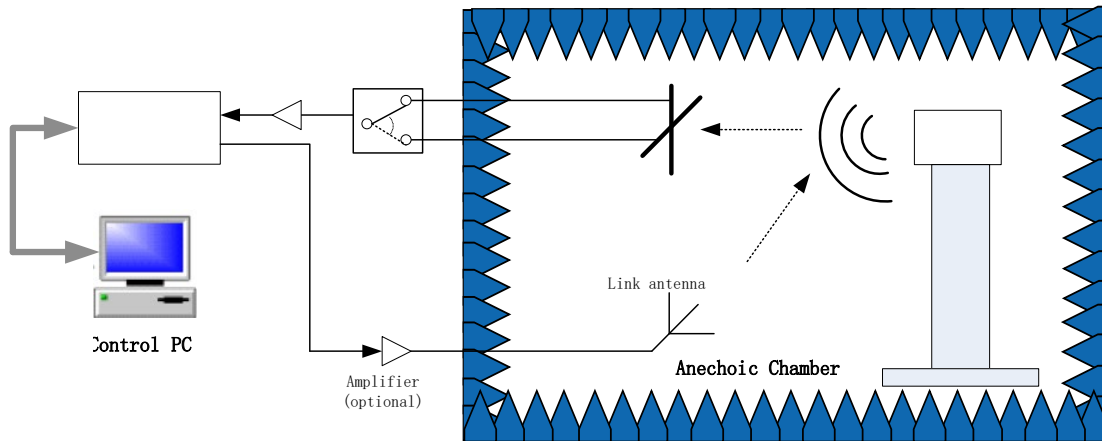 Link antenna
Control PC
Anechoic Chamber
Amplifier
(optional)